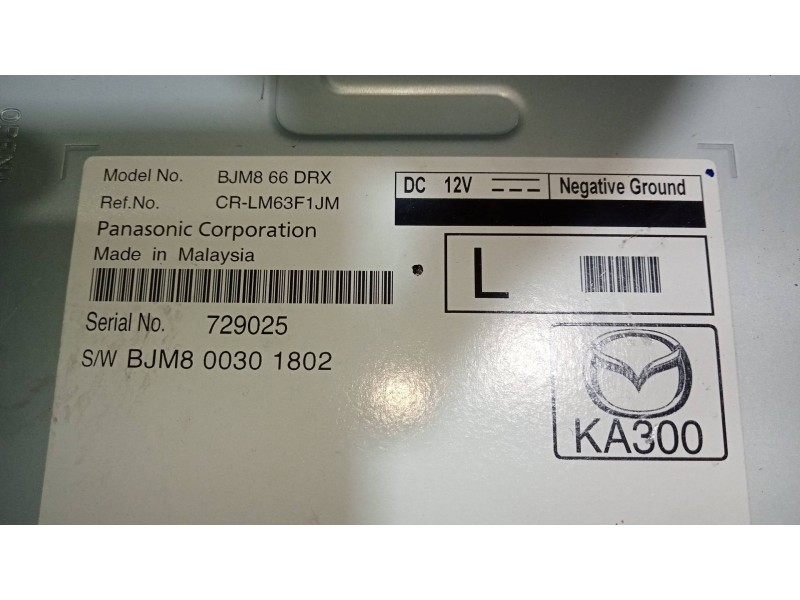 Model No. BJM8 66 DRX
Ref.No. CR-LM63F1JM
Panasonic Corporation
Made in Malaysia
Serial No. 729025
S/W BJM8 0030 1802
DC 12V Negative Ground
L
KA300